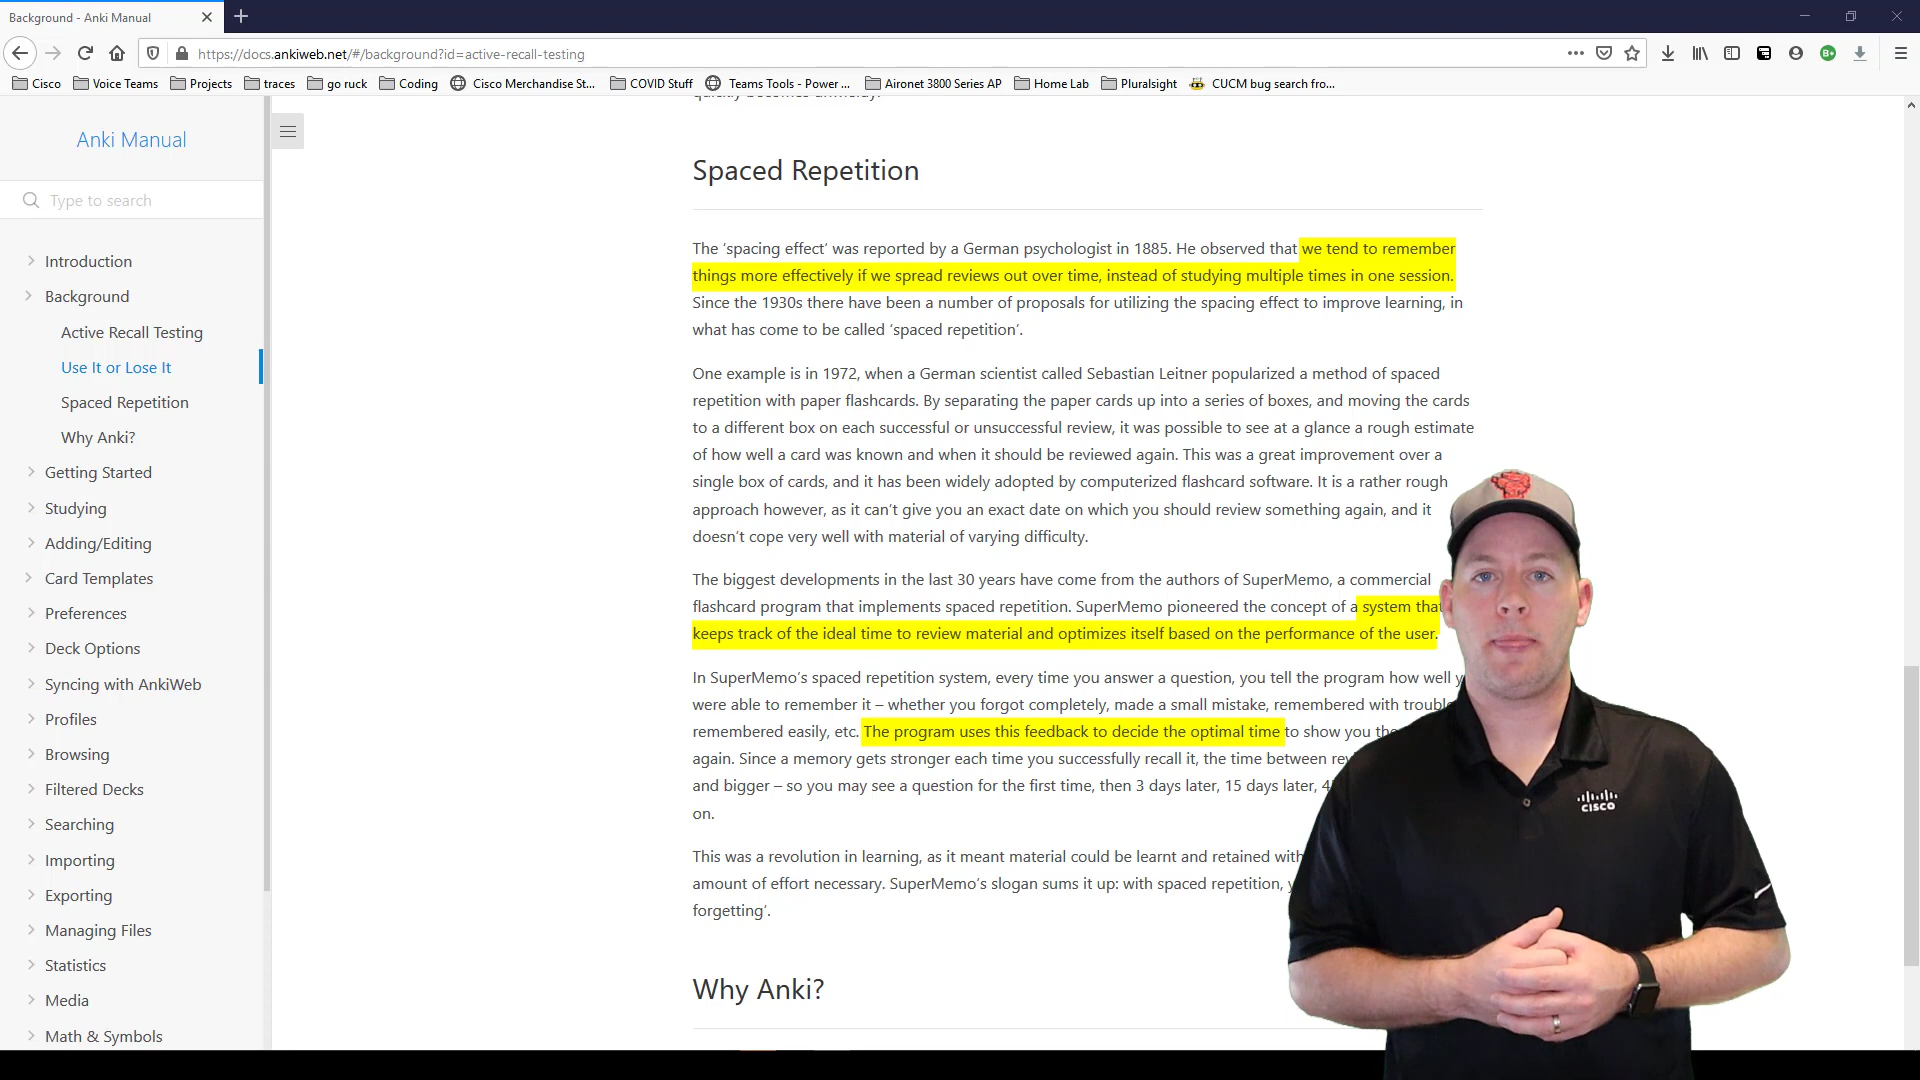 Background - Anki Manual
https://docs.ankiweb.net/#/background?id=active-recall-testing
Cisco
Voice Teams
Projects
traces
go ruck
Coding
Cisco Merchandise St...
COVID Stuff
Teams Tools - Power ...
Aironet 3800 Series AP
Home Lab
Pluralsight
CUCM bug search fro...
Anki Manual
Type to search
Introduction
Background
Active Recall Testing
Use It or Lose It
Spaced Repetition
Why Anki?
Getting Started
Studying
Adding/Editing
Card Templates
Preferences
Deck Options
Syncing with AnkiWeb
Profiles
Browsing
Filtered Decks
Searching
Importing
Exporting
Managing Files
Statistics
Media
Math & Symbols
Spaced Repetition
The ‘spacing effect’ was reported by a German psychologist in 1885. He observed that we tend to remember
things more effectively if we spread reviews out over time, instead of studying multiple times in one session.
Since the 1930s there have been a number of proposals for utilizing the spacing effect to improve learning, in
what has come to be called ‘spaced repetition’.
One example is in 1972, when a German scientist called Sebastian Leitner popularized a method of spaced
repetition with paper flashcards. By separating the paper cards up into a series of boxes, and moving the cards
to a different box on each successful or unsuccessful review, it was possible to see at a glance a rough estimate
of how well a card was known and when it should be reviewed again. This was a great improvement over a
single box of cards, and it has been widely adopted by computerized flashcard software. It is a rather rough
approach however, as it can’t give you an exact date on which you should review something again, and it
doesn’t cope very well with material of varying difficulty.
The biggest developments in the last 30 years have come from the authors of SuperMemo, a commercial
flashcard program that implements spaced repetition. SuperMemo pioneered the concept of a system that
keeps track of the ideal time to review material and optimizes itself based on the performance of the user.
In SuperMemo’s spaced repetition system, every time you answer a question, you tell the program how well
were able to remember it – whether you forgot completely, made a small mistake, remembered with
remembered easily, etc. The program uses this feedback to decide the optimal time to show you
again. Since a memory gets stronger each time you successfully recall it, the time between
and bigger – so you may see a question for the first time, then 3 days later, 15 days later,
on.
This was a revolution in learning, as it meant material could be learnt and retained
amount of effort necessary. SuperMemo’s slogan sums it up: with spaced repetition,
forgetting’.
Why Anki?
CISCO